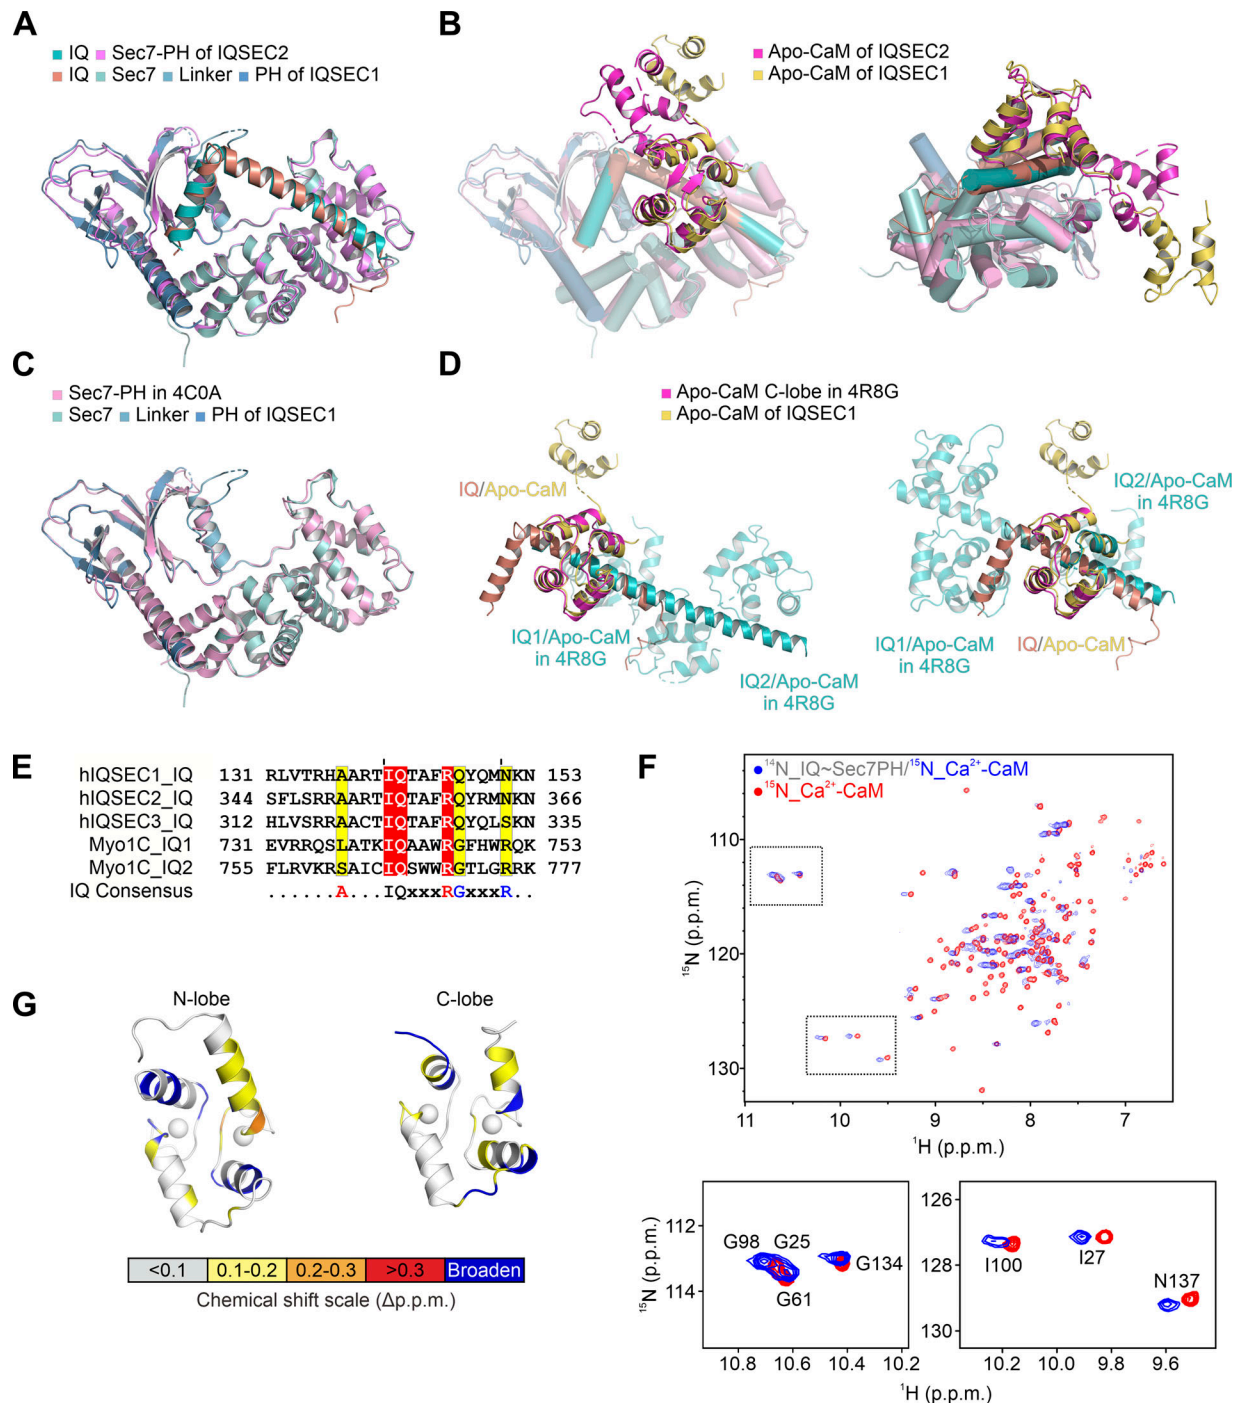 A
IQ Sec7-PH of IQSEC2
IQ Sec7 Linker PH of IQSEC1
B
Apo-CaM of IQSEC2
Apo-CaM of IQSEC1
C
Sec7-PH in 4C0A
Sec7 Linker PH of IQSEC1
D
Apo-CaM C-lobe in 4R8G
Apo-CaM of IQSEC1
IQ/Apo-CaM
IQ1/Apo-CaM
in 4R8G
IQ2/Apo-CaM
in 4R8G
IQ2/Apo-CaM
in 4R8G
IQ1/Apo-CaM
in 4R8G
IQ/Apo-CaM
E
hIQSEC1_IQ 131 RLVTRHAARTIQTAFRQYQMNKN 153
hIQSEC2_IQ 344 SFLSRRAARTIQTAFRQYRMNKN 366
hIQSEC3_IQ 312 HLVSRRAACTIQTAFRQYQLSKN 335
Myo1C_IQ1 731 EVRRQSLATKIQAAWRGFHWRQK 753
Myo1C_IQ2 755 FLRVKRSAICIQSWWRGTLGRRK 777
IQ Consensus .......A...IQxxxRGxxxR..
F
¹⁴N_IQ~Sec7PH/¹⁵N_Ca²⁺-CaM
¹⁵N_Ca²⁺-CaM
¹⁵N (p.p.m.)
110
120
130
11 10 9 8 7
¹H (p.p.m.)
G
N-lobe
C-lobe
<0.1 0.1-0.2 0.2-0.3 >0.3 Broaden
Chemical shift scale (Δp.p.m.)
¹⁵N (p.p.m.)
112
113
G98 G25
G134
G61
10.8 10.6 10.4 10.2
126
128
130
I100
I27
N137
10.2 10.0 9.8 9.6
¹H (p.p.m.)